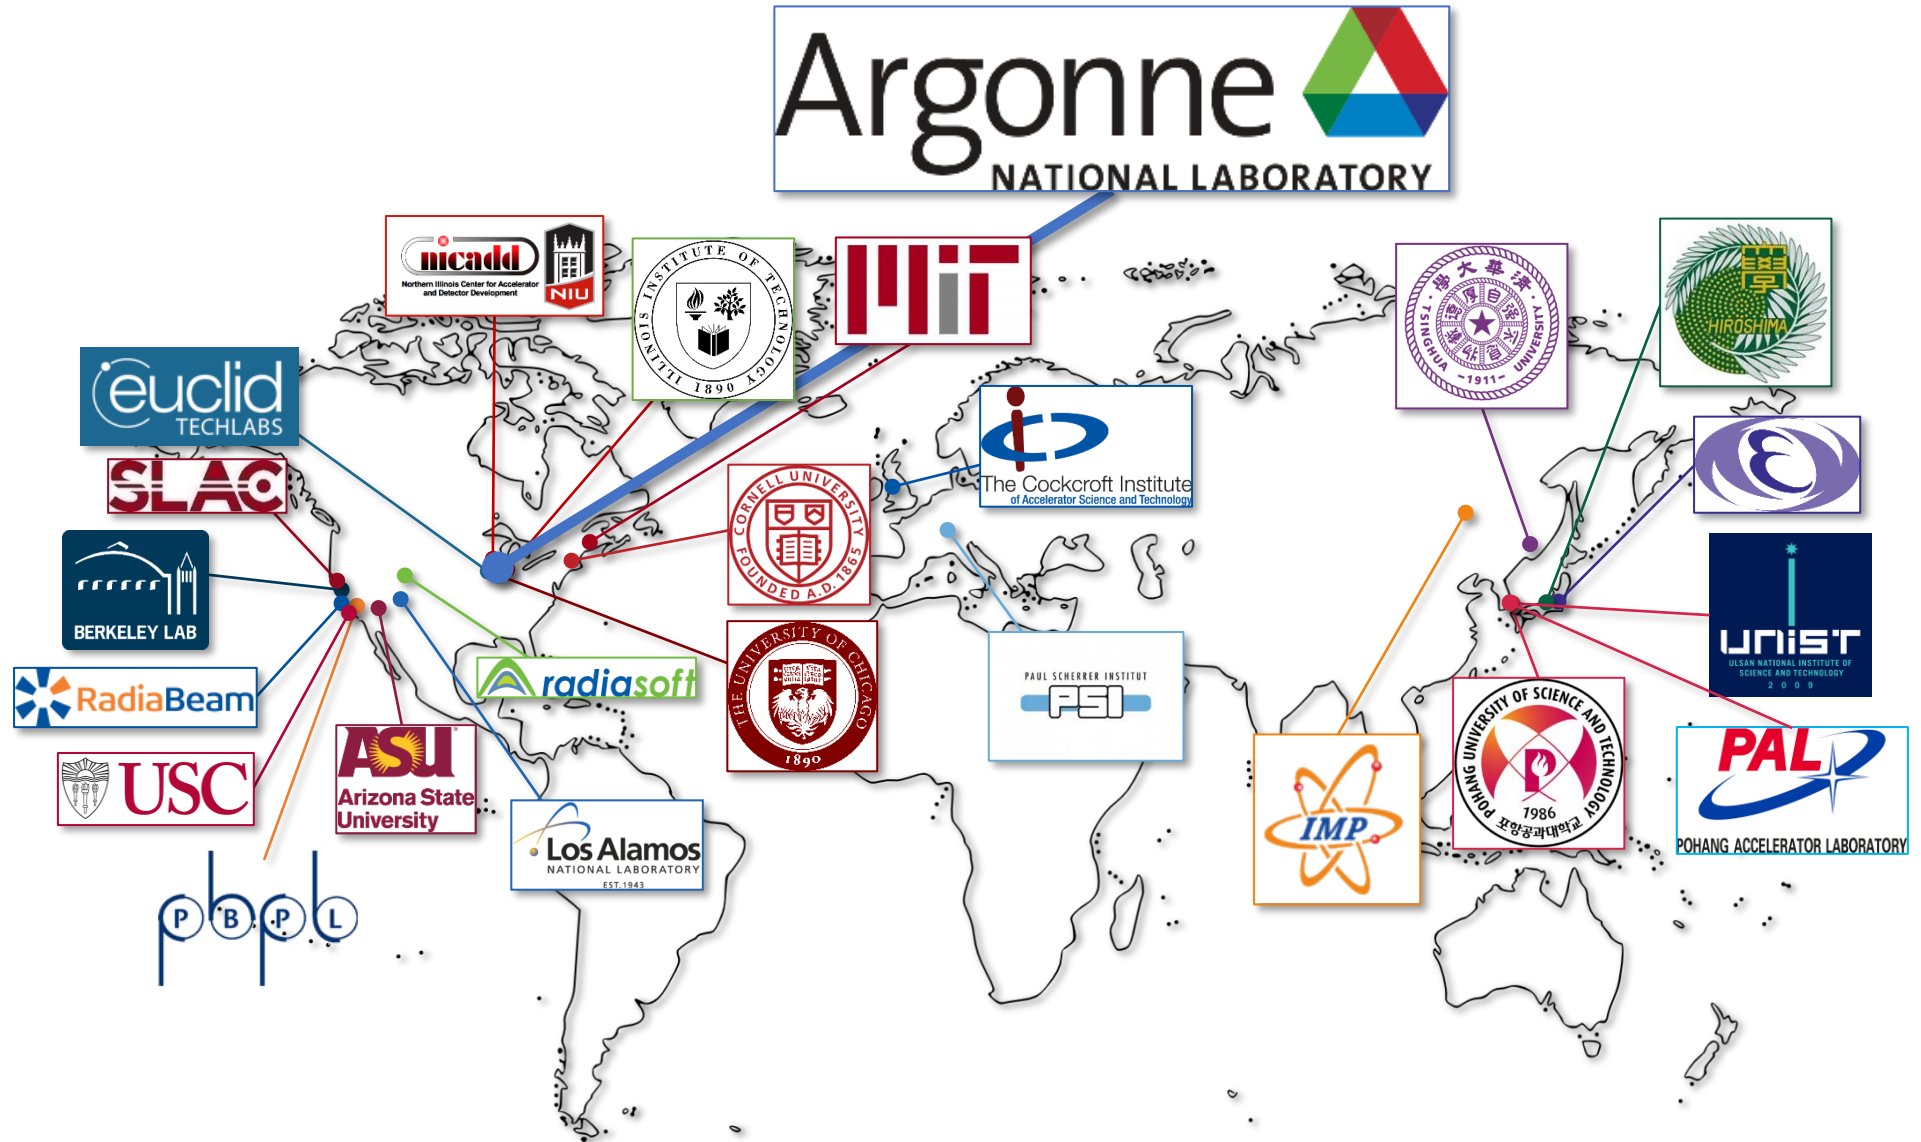 Argonne
NATIONAL LABORATORY
nicadd
Northern Illinois Center for Accelerator
and Detector Development
NIU
ILLINOIS INSTITUTE OF TECHNOLOGY
1890
MiT
TSINGHUA UNIVERSITY
-1911-
HIROSHIMA
euclid
TECHLABS
SLAC
The Cockcroft Institute
of Accelerator Science and Technology
CORNELL UNIVERSITY
FOUNDED A.D. 1865
BERKELEY LAB
UNIST
ULSAN NATIONAL INSTITUTE OF
SCIENCE AND TECHNOLOGY
2009
RadiaBeam
radiasoft
THE UNIVERSITY OF CHICAGO
1890
PAUL SCHERRER INSTITUT
PSI
POHANG UNIVERSITY OF SCIENCE AND TECHNOLOGY
1986
포항공과대학교
PAL
POHANG ACCELERATOR LABORATORY
USC
ASU
Arizona State
University
IMP
Los Alamos
NATIONAL LABORATORY
EST.1943
pbpl
P B P L